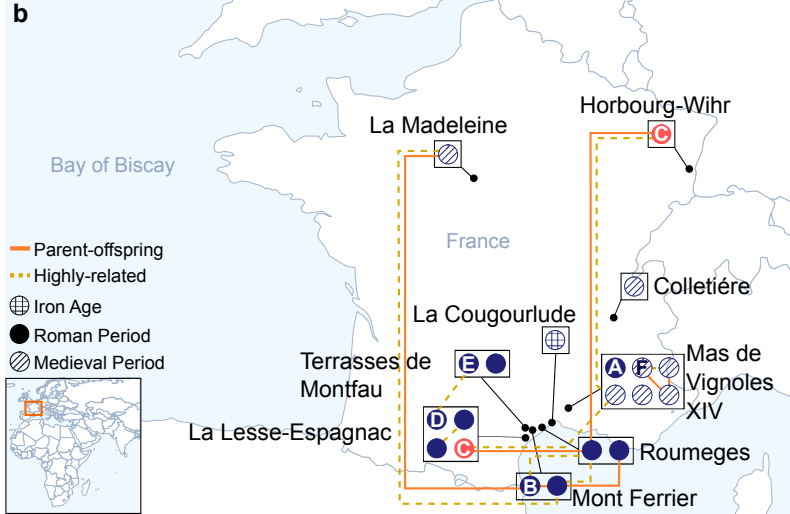 b
Horbourg-Wihr
La Madeleine
C
Bay of Biscay
France
Parent-offspring
Highly-related
Iron Age
Roman Period
Medieval Period
Colletiére
La Cougourlude
Terrasses de
Montfau
E
A
F
Mas de
Vignoles
XIV
La Lesse-Espagnac
D
C
Roumeges
B
Mont Ferrier